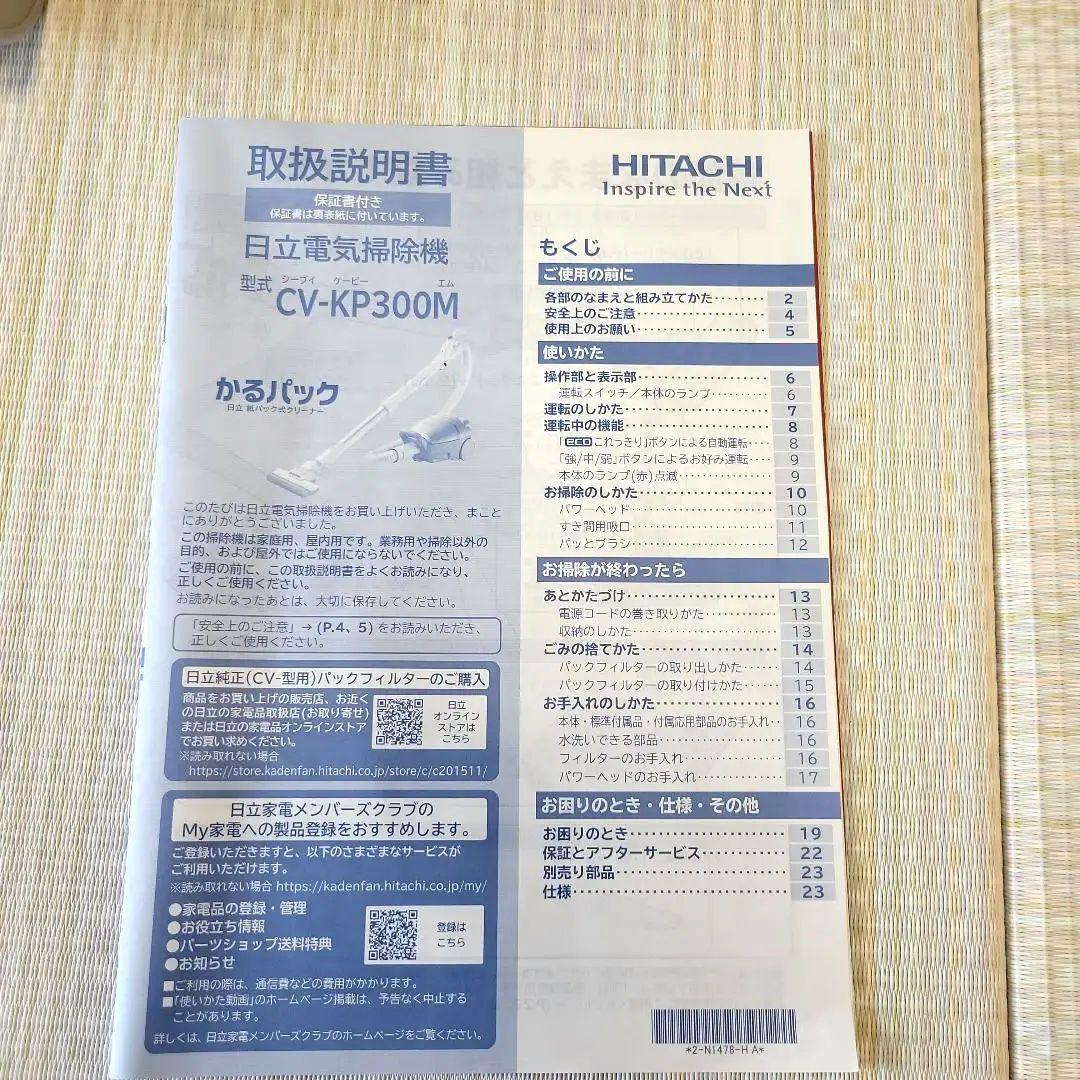 取扱説明書
保証書付き
保証書は裏表紙に付いています。
日立電気掃除機
シーブイ ケーピー エム
型式 CV-KP300M
かるパック
日立 紙パック式クリーナー
このたびは日立電気掃除機をお買い上げいただき、まこと
にありがとうございました。
この掃除機は家庭用、屋内用です。業務用や掃除以外の
目的、および屋外ではご使用にならないでください。
ご使用の前に、この取扱説明書をよくお読みになり、
正しくご使用ください。
お読みになったあとは、大切に保存してください。
「安全上のご注意」→(P.4、5)をお読みいただき、
正しくご使用ください。
日立純正(CV-型用)パックフィルターのご購入
商品をお買い上げの販売店、お近く
の日立の家電品取扱店(お取り寄せ)
または日立の家電品オンラインストア
でお買い求めください。
※読み取れない場合
https://store.kadenfan.hitachi.co.jp/store/c/c201511/
日立
オンライン
ストアは
こちら
日立家電メンバーズクラブの
My家電への製品登録をおすすめします。
ご登録いただきますと、以下のさまざまなサービスが
ご利用いただけます。
※読み取れない場合 https://kadenfan.hitachi.co.jp/my/
●家電品の登録・管理
●お役立ち情報
●パーツショップ送料特典
●お知らせ
登録は
こちら
■ご利用の際は、通信費などの費用がかかります。
■「使いかた動画」のホームページ掲載は、予告なく中止する
ことがあります。
詳しくは、日立家電メンバーズクラブのホームページをご覧ください。
HITACHI
Inspire the Next
もくじ
ご使用の前に
各部のなまえと組み立てかた········ 2
安全上のご注意···················· 4
使用上のお願い···················· 5
使いかた
操作部と表示部···················· 6
運転スイッチ／本体のランプ·········· 6
運転のしかた······················ 7
運転中の機能······················ 8
「ecoこれっきり」ボタンによる自動運転···· 8
「強/中/弱」ボタンによるお好み運転···· 9
本体のランプ(赤)点滅················ 9
お掃除のしかた···················· 10
パワーヘッド······················ 10
すき間用吸口······················ 11
パッとブラシ······················ 12
お掃除が終わったら
あとかたづけ······················ 13
電源コードの巻き取りかた············ 13
収納のしかた······················ 13
ごみの捨てかた···················· 14
パックフィルターの取り出しかた······ 14
パックフィルターの取り付けかた······ 15
お手入れのしかた·················· 16
本体・標準付属品・付属応用部品のお手入れ·· 16
水洗いできる部品·················· 16
フィルターのお手入れ·············· 16
パワーヘッドのお手入れ············ 17
お困りのとき・仕様・その他
お困りのとき······················ 19
保証とアフターサービス············ 22
別売り部品························ 23
仕様······························ 23
*2-N1478-H A*